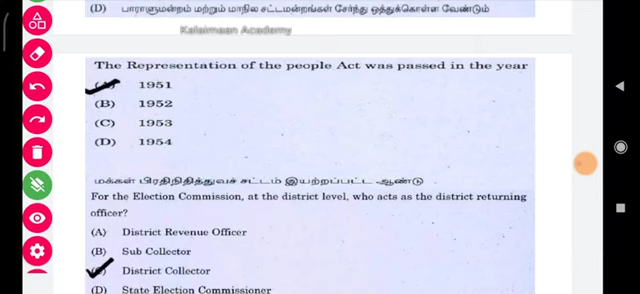 (D) பாராளுமன்றம் மற்றும் மாநில சட்டமன்றங்கள் சேர்ந்து ஒத்துக்கொள்ள வேண்டும்
Kalaimaan Academy
The Representation of the people Act was passed in the year
(A) 1951
(B) 1952
(C) 1953
(D) 1954
மக்கள் பிரதிநிதித்துவச் சட்டம் இயற்றப்பட்ட ஆண்டு
For the Election Commission, at the district level, who acts as the district returning
officer?
(A) District Revenue Officer
(B) Sub Collector
(C) District Collector
(D) State Election Commissioner